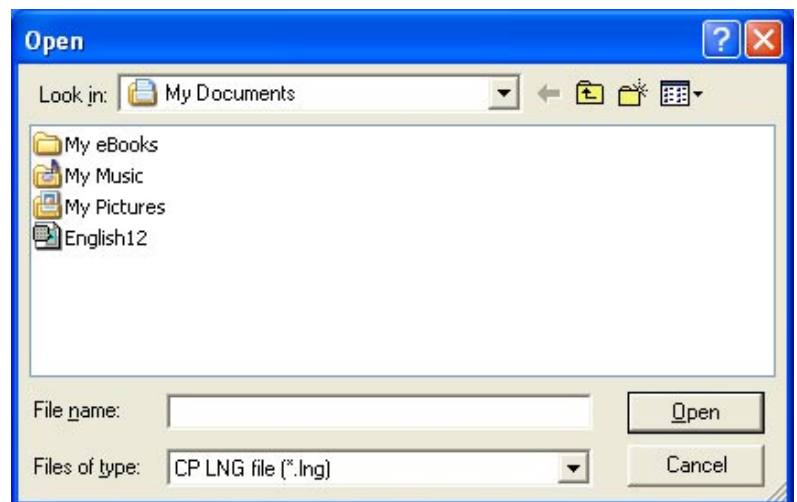 Open
Look in: My Documents
My eBooks
My Music
My Pictures
English12
File name:
Open
Files of type: CP LNG file (*.lng)
Cancel